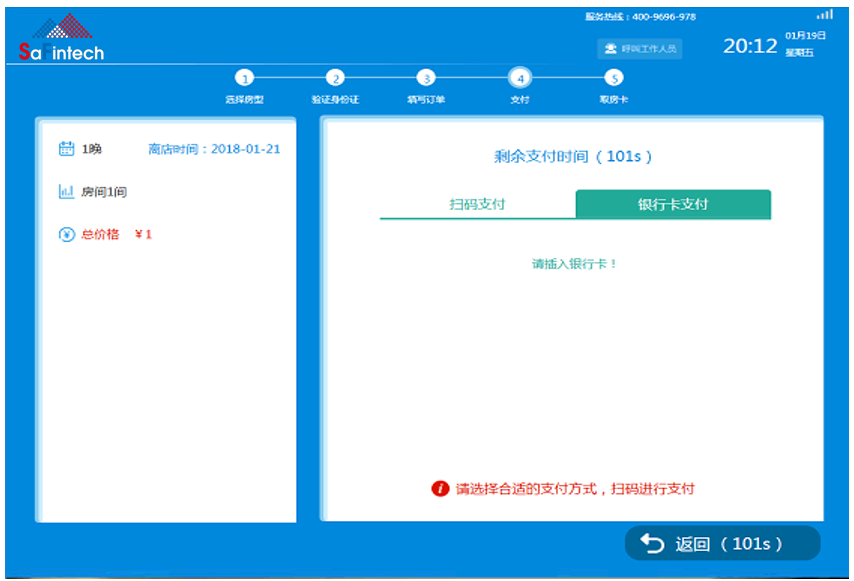 服务热线：400-9696-978
SaFintech
呼叫工作人员
20:12
01月19日
星期五
1 2 3 4 5
选择房型 验证身份证 填写订单 支付 取房卡
1晚 离店时间：2018-01-21
房间1间
总价格 ¥1
剩余支付时间（101s）
扫码支付 银行卡支付
请插入银行卡！
请选择合适的支付方式，扫码进行支付
返回（101s）